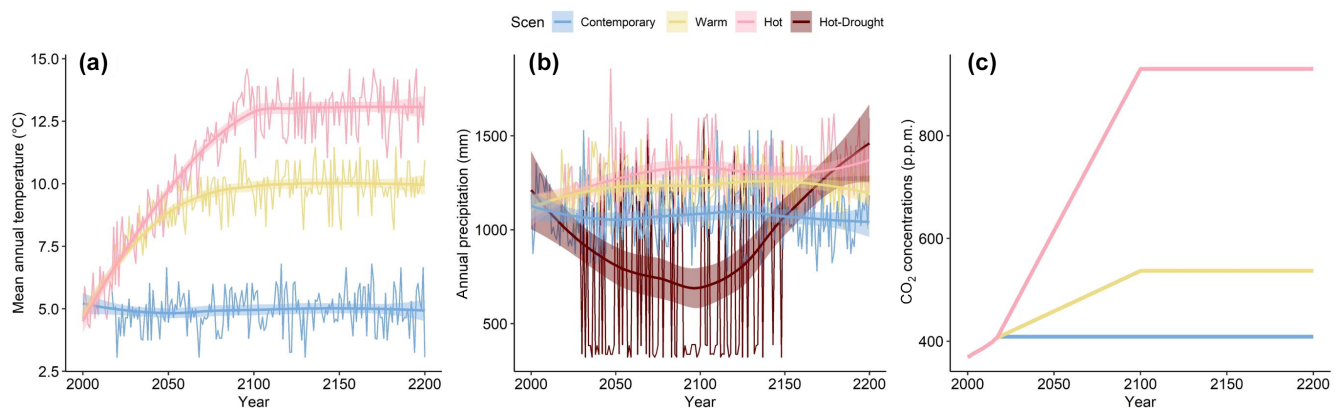 Scen Contemporary Warm Hot Hot-Drought
(a)
15.0
12.5
10.0
7.5
5.0
2.5
Mean annual temperature (°C)
2000 2050 2100 2150 2200
Year
(b)
1500
1000
500
Annual precipitation (mm)
2000 2050 2100 2150 2200
Year
(c)
800
600
400
CO₂ concentrations (p.p.m.)
2000 2050 2100 2150 2200
Year